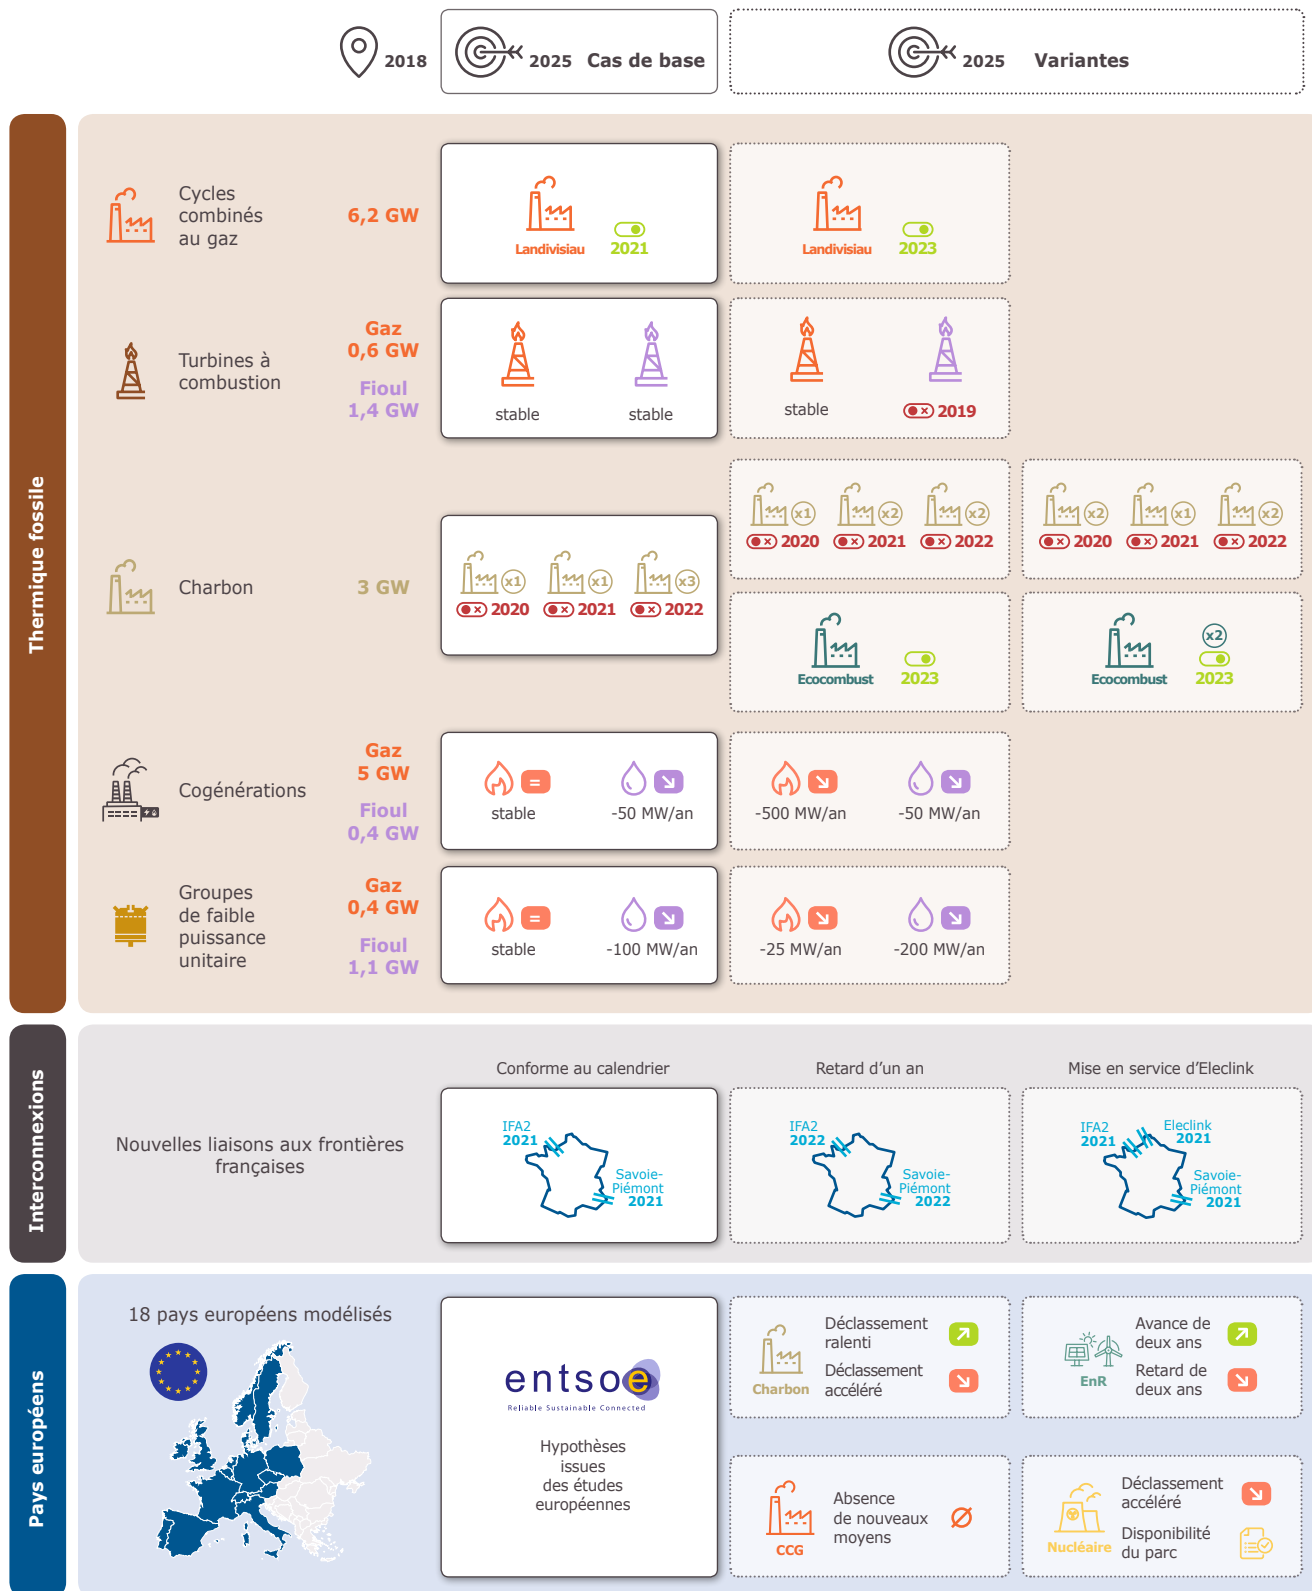 2018
2025 Cas de base
2025 Variantes
Thermique fossile
Cycles
combinés
au gaz
6,2 GW
Landivisiau
2021
Landivisiau
2023
Turbines à
combustion
Gaz
0,6 GW
Fioul
1,4 GW
stable
stable
stable
2019
Charbon
3 GW
x1
x1
x3
2020
2021
2022
x1
x2
x2
2020
2021
2022
x2
x1
x2
2020
2021
2022
Ecocombust
2023
x2
Ecocombust
2023
Cogénérations
Gaz
5 GW
Fioul
0,4 GW
=
stable
-50 MW/an
-500 MW/an
-50 MW/an
Groupes
de faible
puissance
unitaire
Gaz
0,4 GW
Fioul
1,1 GW
=
stable
-100 MW/an
-25 MW/an
-200 MW/an
Interconnexions
Nouvelles liaisons aux frontières
françaises
Conforme au calendrier
IFA2
2021
Savoie-
Piémont
2021
Retard d'un an
IFA2
2022
Savoie-
Piémont
2022
Mise en service d'Eleclink
IFA2
2021
Eleclink
2021
Savoie-
Piémont
2021
Pays européens
18 pays européens modélisés
entsoe
Reliable Sustainable Connected
Hypothèses
issues
des études
européennes
Charbon
Déclassement
ralenti
Déclassement
accéléré
EnR
Avance de
deux ans
Retard de
deux ans
CCG
Absence
de nouveaux
moyens
Nucléaire
Déclassement
accéléré
Disponibilité
du parc